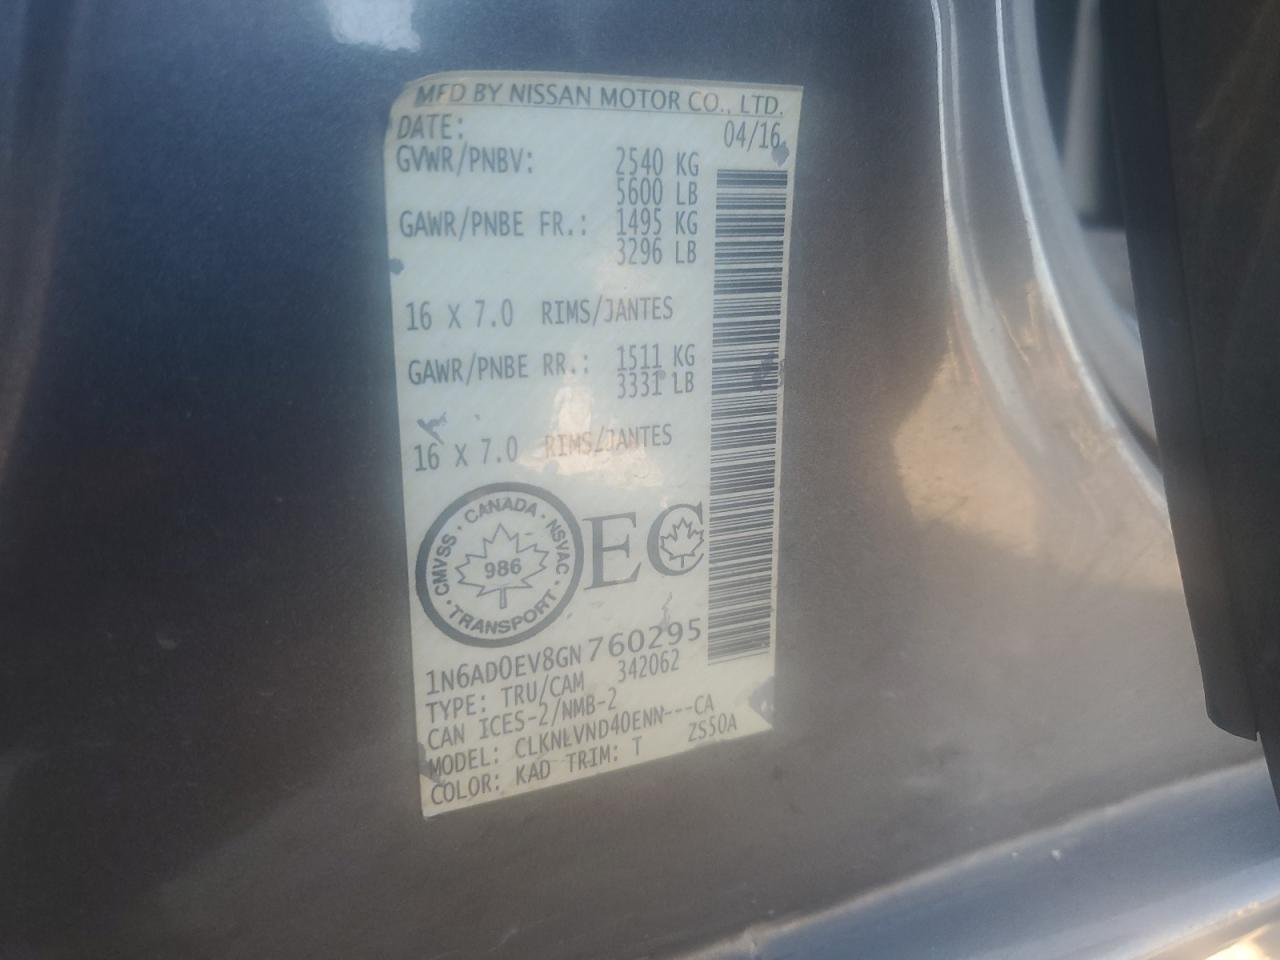 MFD BY NISSAN MOTOR CO., LTD.
DATE: 04/16
GVWR/PNBV: 2540 KG
5600 LB
GAWR/PNBE FR.: 1495 KG
3296 LB
16 X 7.0 RIMS/JANTES
GAWR/PNBE RR.: 1511 KG
3331 LB
16 X 7.0 RIMS/JANTES
CANADA · NSVAC · TRANSPORT · CMVSS ·
986
EC
1N6AD0EV8GN760295
TYPE: TRU/CAM 342062
CAN ICES-2/NMB-2
MODEL: CLKNLVND40ENN---CA
COLOR: KAD TRIM: T ZS50A